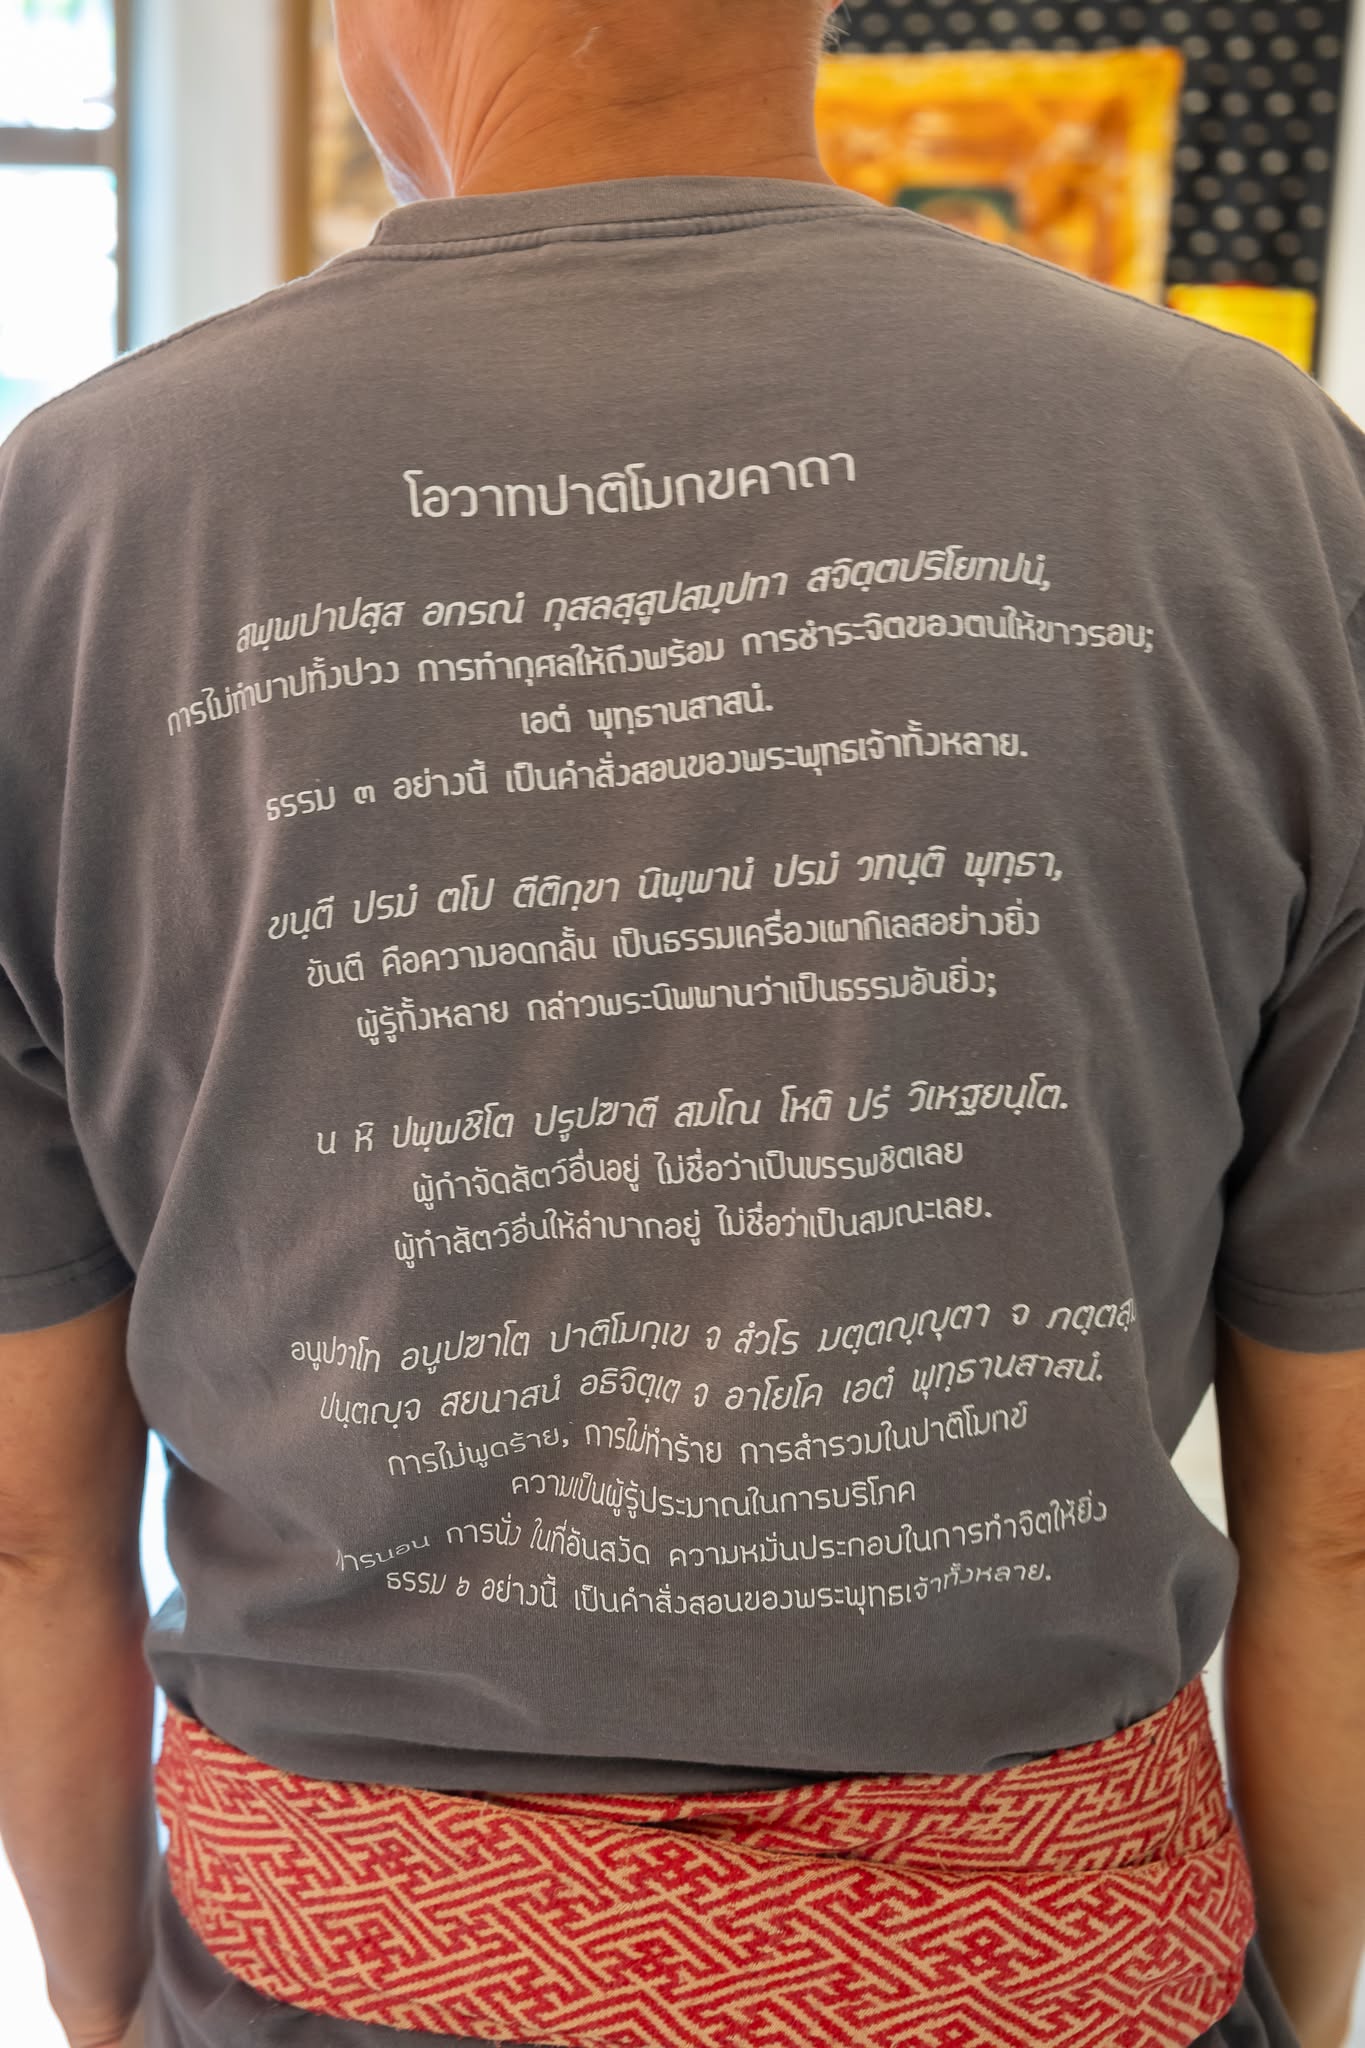 โอวาทปาติโมกขคาถา
สพฺพปาปสฺส อกรณํ กุสลสฺสูปสมฺปทา สจิตฺตปริโยทปนํ,
การไม่ทำบาปทั้งปวง การทำกุศลให้ถึงพร้อม การชำระจิตของตนให้ขาวรอบ;
เอตํ พุทฺธานสาสนํ.
ธรรม ๓ อย่างนี้ เป็นคำสั่งสอนของพระพุทธเจ้าทั้งหลาย.
ขนฺตี ปรมํ ตโป ตีติกฺขา นิพฺพานํ ปรมํ วทนฺติ พุทฺธา,
ขันตี คือความอดกลั้น เป็นธรรมเครื่องเผากิเลสอย่างยิ่ง
ผู้รู้ทั้งหลาย กล่าวพระนิพพานว่าเป็นธรรมอันยิ่ง;
น หิ ปพฺพชิโต ปรูปฆาตี สมโณ โหติ ปรํ วิเหฐยนฺโต.
ผู้กำจัดสัตว์อื่นอยู่ ไม่ชื่อว่าเป็นบรรพชิตเลย
ผู้ทำสัตว์อื่นให้ลำบากอยู่ ไม่ชื่อว่าเป็นสมณะเลย.
อนูปวาโท อนูปฆาโต ปาติโมกฺเข จ สํวโร มตฺตญฺญุตา จ ภตฺตสฺมึ
ปนฺตญฺจ สยนาสนํ อธิจิตฺเต จ อาโยโค เอตํ พุทฺธานสาสนํ.
การไม่พูดร้าย, การไม่ทำร้าย การสำรวมในปาติโมกข์
ความเป็นผู้รู้ประมาณในการบริโภค
การนอน การนั่ง ในที่อันสงัด ความหมั่นประกอบในการทำจิตให้ยิ่ง
ธรรม ๖ อย่างนี้ เป็นคำสั่งสอนของพระพุทธเจ้าทั้งหลาย.